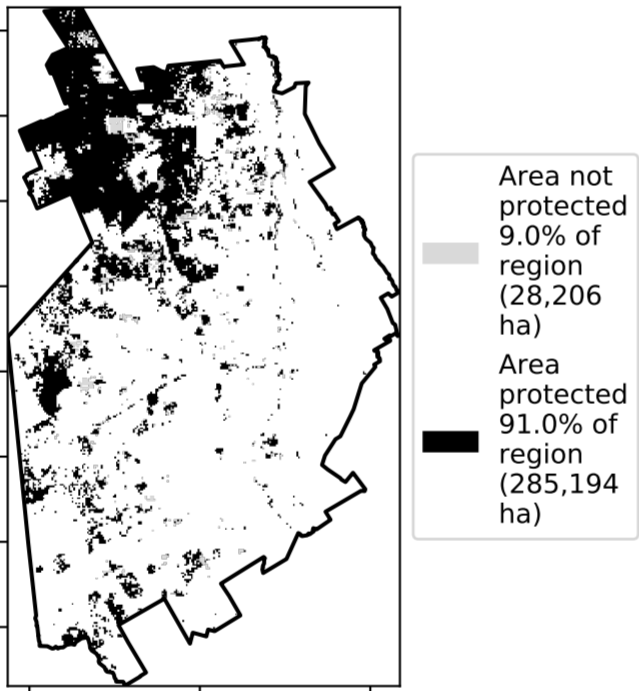 Area not
protected
9.0% of
region
(28,206
ha)
Area
protected
91.0% of
region
(285,194
ha)